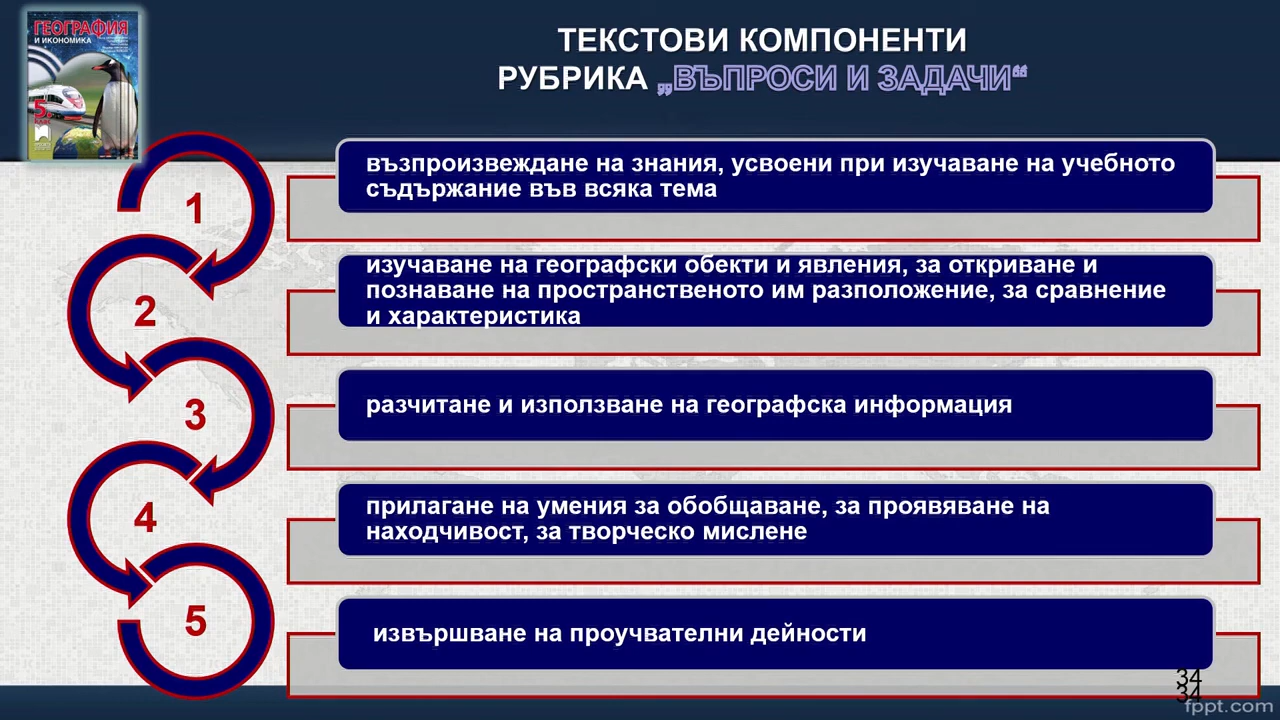 ГЕОГРАФИЯ
И ИКОНОМИКА
5.
ТЕКСТОВИ КОМПОНЕНТИ
РУБРИКА „ВЪПРОСИ И ЗАДАЧИ“
1
възпроизвеждане на знания, усвоени при изучаване на учебното
съдържание във всяка тема
2
изучаване на географски обекти и явления, за откриване и
познаване на пространственото им разположение, за сравнение
и характеристика
3
разчитане и използване на географска информация
4
прилагане на умения за обобщаване, за проявяване на
находчивост, за творческо мислене
5
извършване на проучвателни дейности
34
34
fppt.com